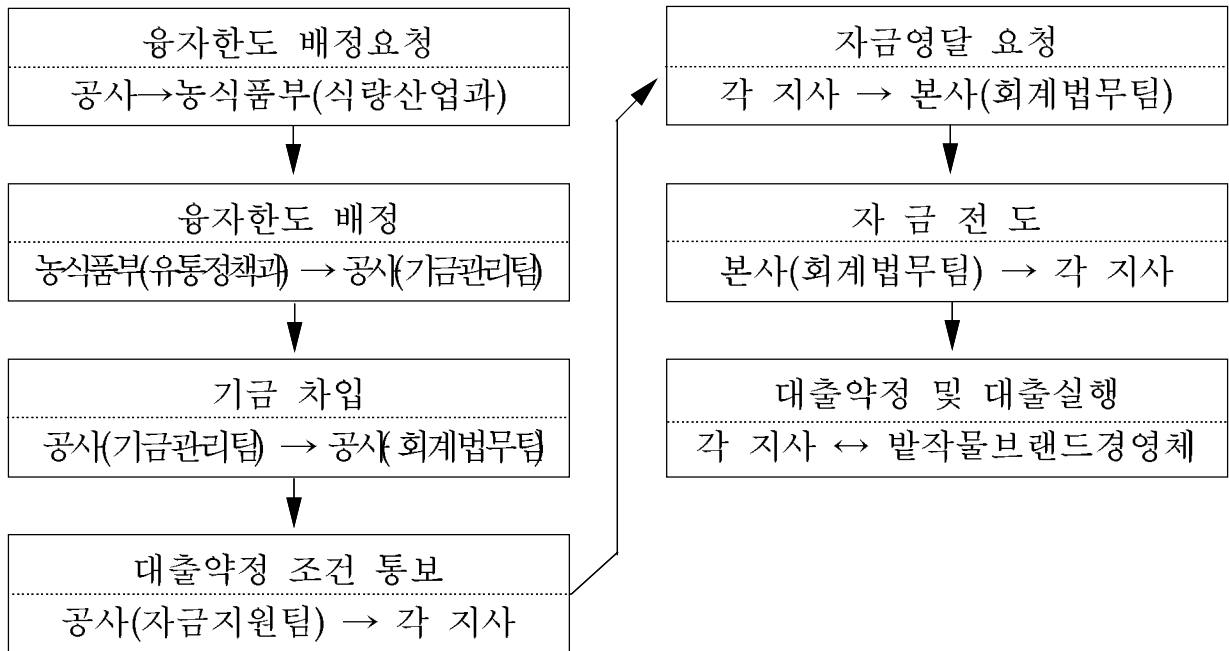 융자한도 배정요청
공사→농식품부(식량산업과)
융자한도 배정
농식품부(유통정책과) → 공사(기금관리팀)
기금 차입
공사(기금관리팀) → 공사(회계법무팀)
대출약정 조건 통보
공사(자금지원팀) → 각 지사
자금영달 요청
각 지사 → 본사(회계법무팀)
자 금 전 도
본사(회계법무팀) → 각 지사
대출약정 및 대출실행
각 지사 ↔ 밭작물브랜드경영체